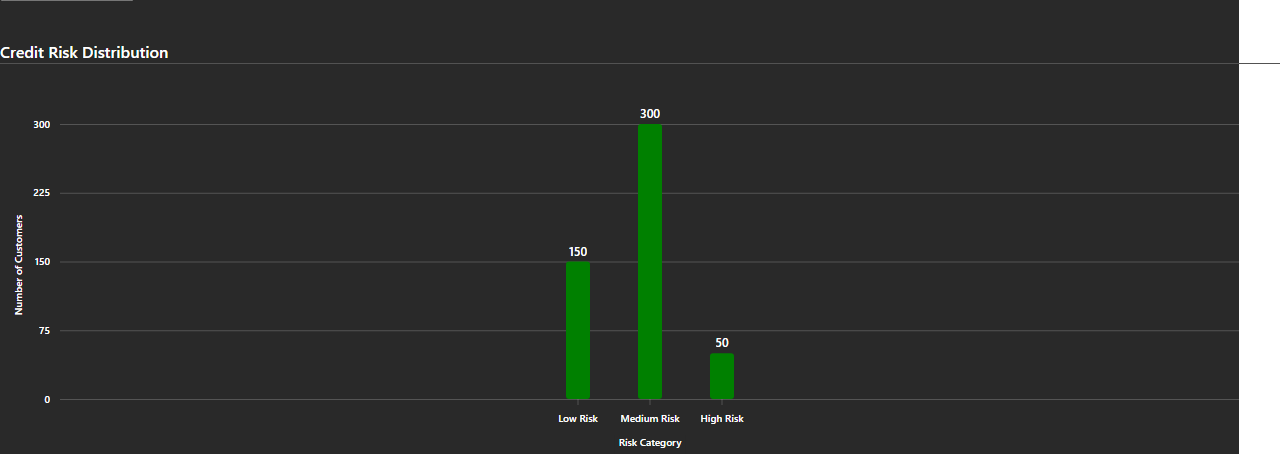 Credit Risk Distribution
300
300
225
150
150
75
50
0
Number of Customers
Low Risk
Medium Risk
High Risk
Risk Category